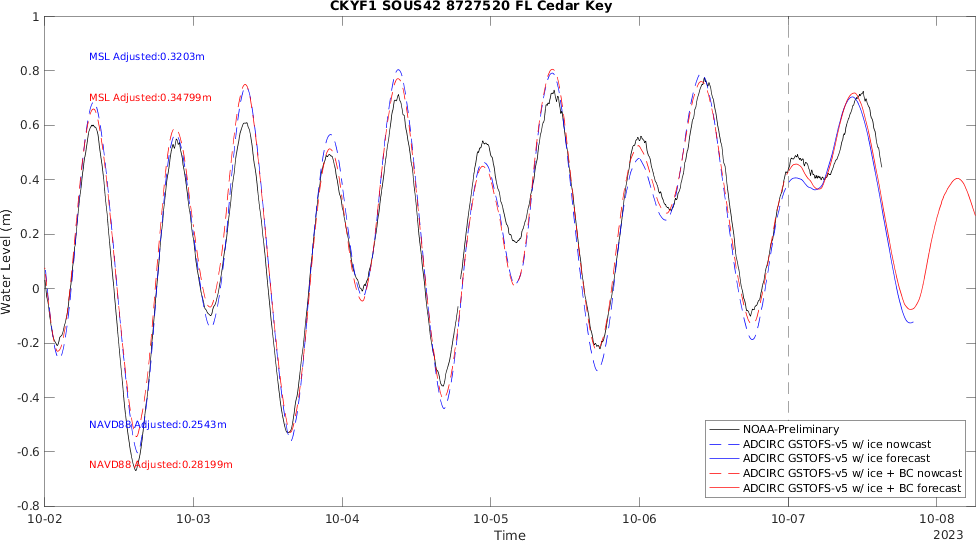 CKYF1 SOUS42 8727520 FL Cedar Key
1
0.8
0.6
0.4
0.2
0
-0.2
-0.4
-0.6
-0.8
Water Level (m)
MSL Adjusted:0.3203m
MSL Adjusted:0.34799m
NAVD88 Adjusted:0.2543m
NAVD88 Adjusted:0.28199m
NOAA-Preliminary
ADCIRC GSTOFS-v5 w/ ice nowcast
ADCIRC GSTOFS-v5 w/ ice forecast
ADCIRC GSTOFS-v5 w/ ice + BC nowcast
ADCIRC GSTOFS-v5 w/ ice + BC forecast
10-02 10-03 10-04 10-05 10-06 10-07 10-08
Time
2023